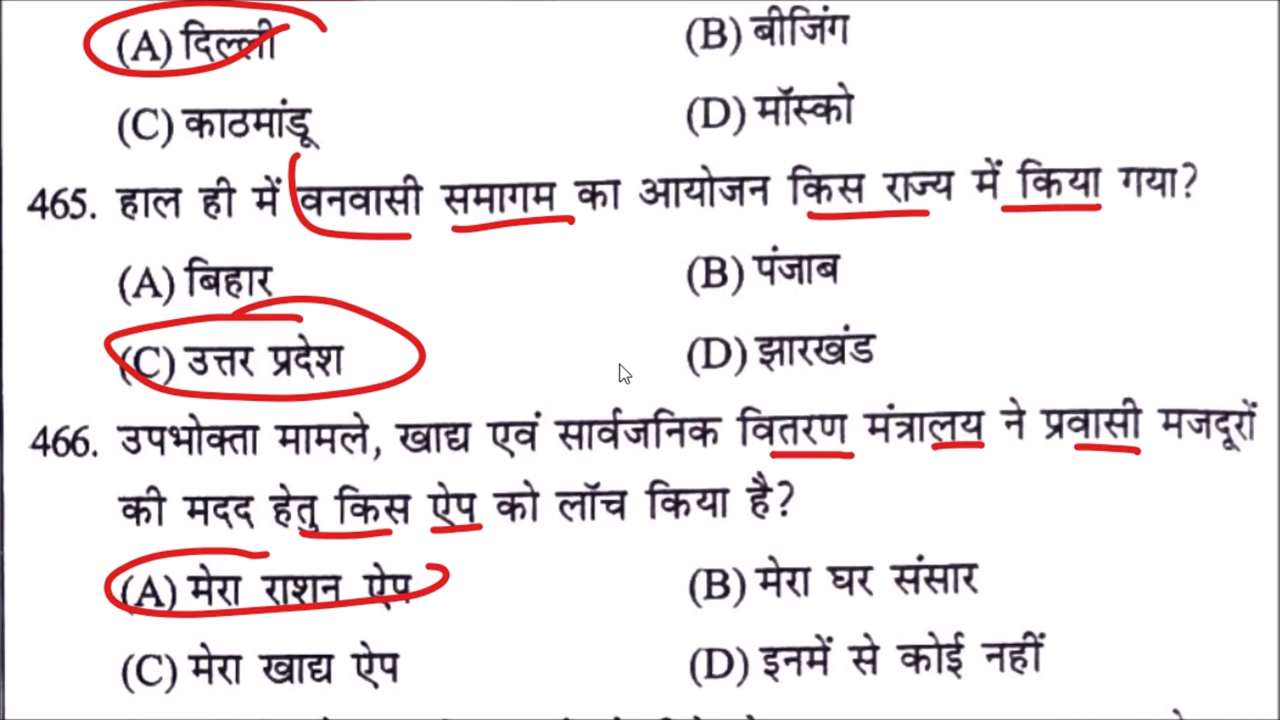 (A) दिल्ली (B) बीजिंग
(C) काठमांडू (D) मॉस्को
465. हाल ही में वनवासी समागम का आयोजन किस राज्य में किया गया?
(A) बिहार (B) पंजाब
(C) उत्तर प्रदेश (D) झारखंड
466. उपभोक्ता मामले, खाद्य एवं सार्वजनिक वितरण मंत्रालय ने प्रवासी मजदूरों
की मदद हेतु किस ऐप को लॉच किया है?
(A) मेरा राशन ऐप (B) मेरा घर संसार
(C) मेरा खाद्य ऐप (D) इनमें से कोई नहीं